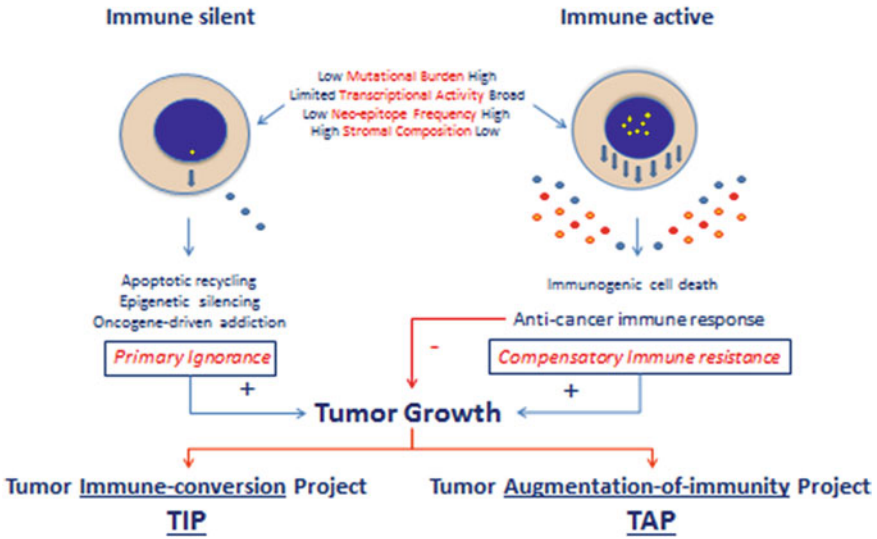 Immune silent
Immune active
Low Mutational Burden High
Limited Transcriptional Activity Broad
Low Neo-epitope Frequency High
High Stromal Composition Low
Apoptotic recycling
Epigenetic silencing
Oncogene-driven addiction
Primary Ignorance
+
Immunogenic cell death
Anti-cancer immune response
-
Compensatory Immune resistance
+
Tumor Growth
Tumor Immune-conversion Project
TIP
Tumor Augmentation-of-immunity Project
TAP